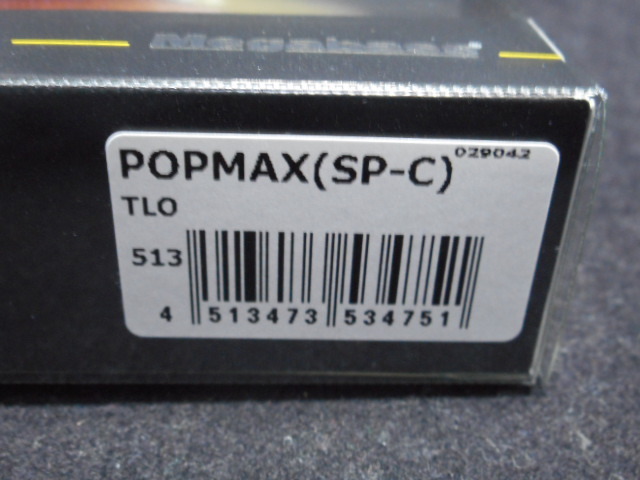 Megabass
POPMAX(SP-C) 029042
TLO
513
4 513473 534751